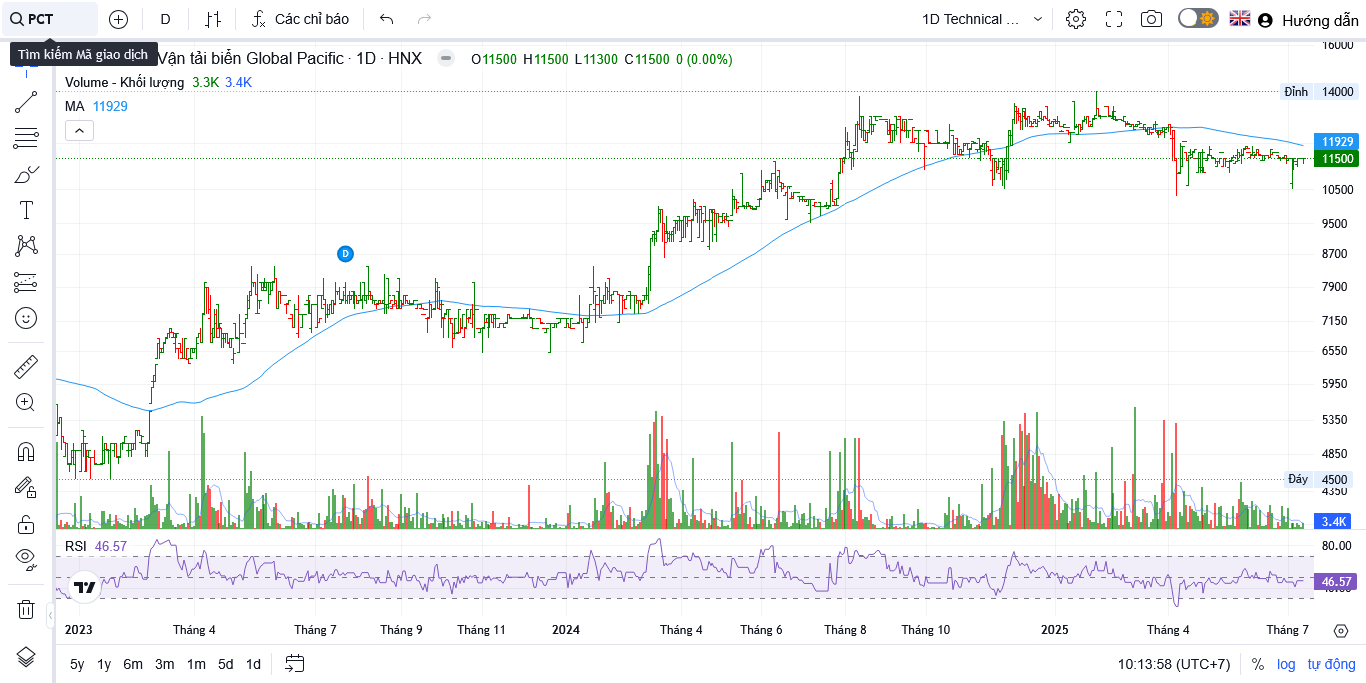 PCT D Các chỉ báo 1D Technical ... Hướng dẫn
Tìm kiếm Mã giao dịch
Vận tải biển Global Pacific · 1D · HNX O11500 H11500 L11300 C11500 0 (0.00%)
Volume - Khối lượng 3.3K 3.4K
MA 11929
16000
Đỉnh 14000
11929
11500
10500
9500
8700
D
7900
7150
6550
5950
5350
4850
Đáy 4500
4350
3.4K
RSI 46.57
80.00
46.57
2023 Tháng 4 Tháng 7 Tháng 9 Tháng 11 2024 Tháng 4 Tháng 6 Tháng 8 Tháng 10 2025 Tháng 4 Tháng 7
5y 1y 6m 3m 1m 5d 1d 10:13:58 (UTC+7) % log tự động